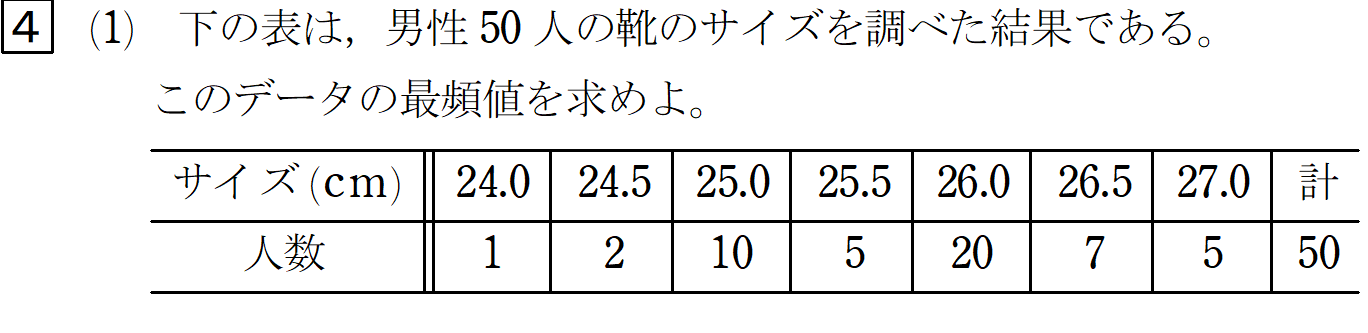 4 (1) 下の表は，男性 50 人の靴のサイズを調べた結果である。
このデータの最頻値を求めよ。
サイズ(cm) 24.0 24.5 25.0 25.5 26.0 26.5 27.0 計
人数 1 2 10 5 20 7 5 50